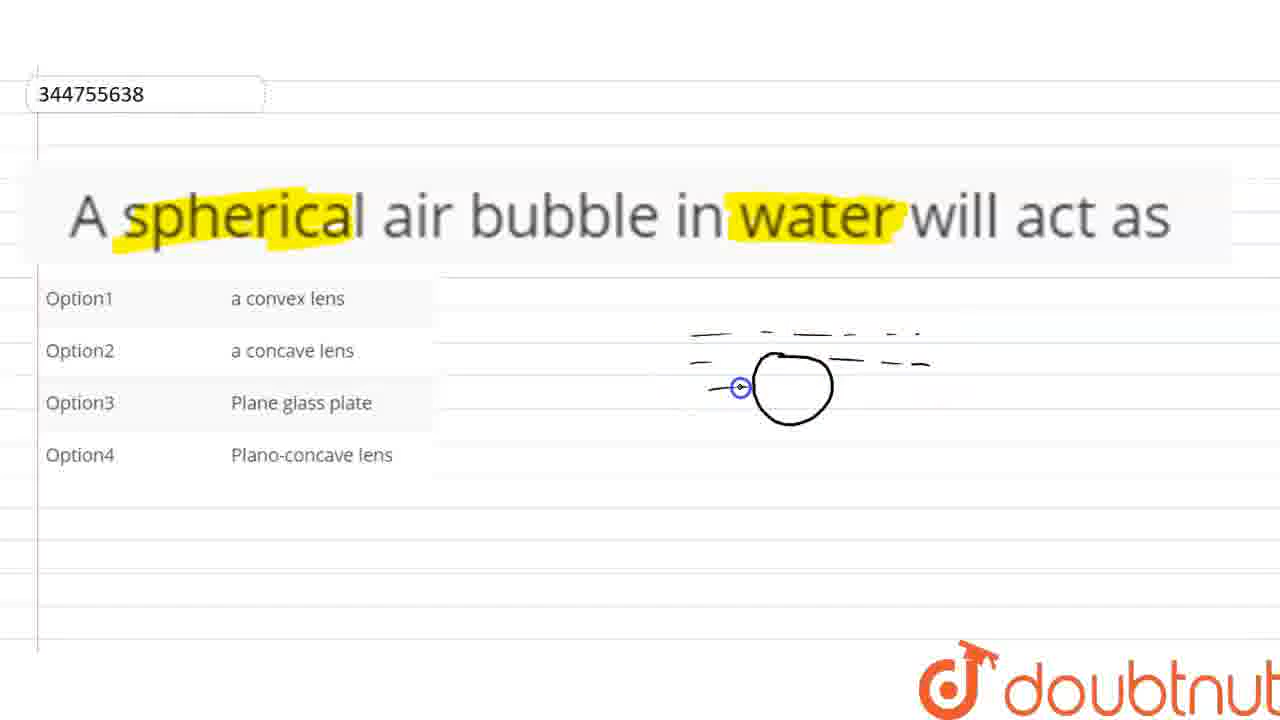 344755638
A spherical air bubble in water will act as
Option1 a convex lens
Option2 a concave lens
Option3 Plane glass plate
Option4 Plano-concave lens
doubtnut